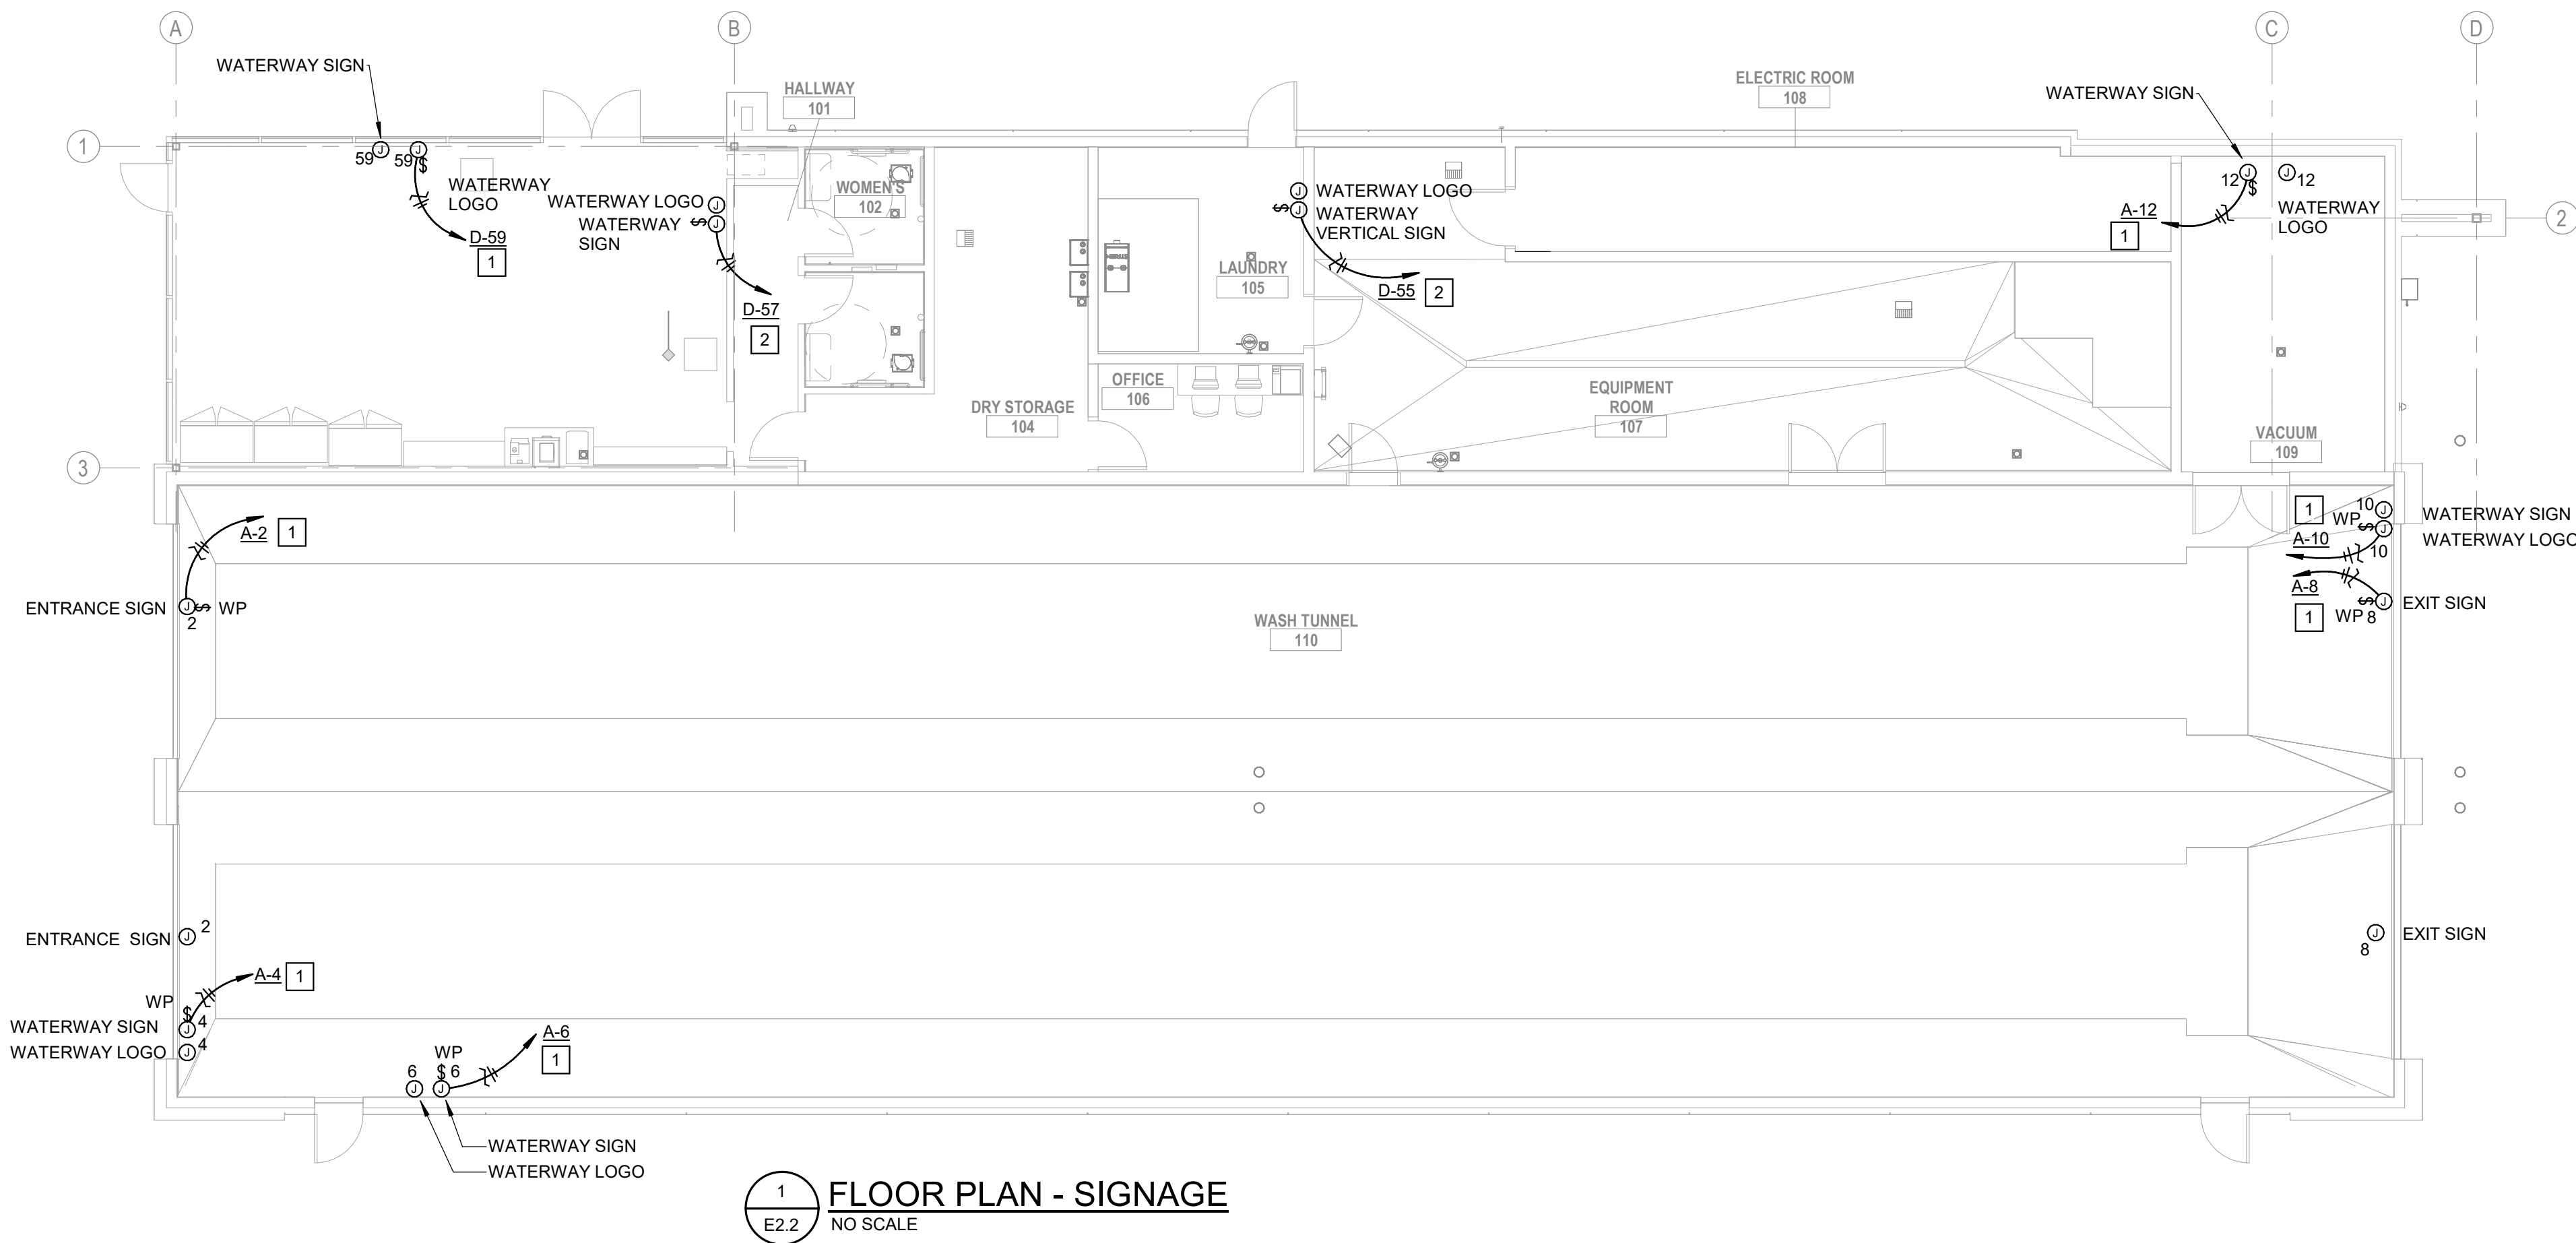 A
B
C
D
WATERWAY SIGN
HALLWAY
101
ELECTRIC ROOM
108
WATERWAY SIGN
1
J
59
J
59
$
WATERWAY
LOGO
D-59
1
WATERWAY LOGO
J
WATERWAY
SIGN
$
J
D-57
2
WOMEN'S
102
J
WATERWAY LOGO
$
J
WATERWAY
VERTICAL SIGN
LAUNDRY
105
D-55
2
J
12
$
J
12
WATERWAY
LOGO
A-12
1
2
OFFICE
106
DRY STORAGE
104
EQUIPMENT
ROOM
107
VACUUM
109
3
A-2
1
ENTRANCE SIGN
J
$
WP
2
1
10
J
WATERWAY SIGN
WP
$
J
WATERWAY LOGO
A-10
10
A-8
1
WP
$
J
8
EXIT SIGN
WASH TUNNEL
110
ENTRANCE SIGN
J
2
J
8
EXIT SIGN
A-4
1
WP
$
WATERWAY SIGN
J
4
WATERWAY LOGO
J
4
A-6
1
WP
6
$
6
J
J
WATERWAY SIGN
WATERWAY LOGO
1
E2.2
FLOOR PLAN - SIGNAGE
NO SCALE